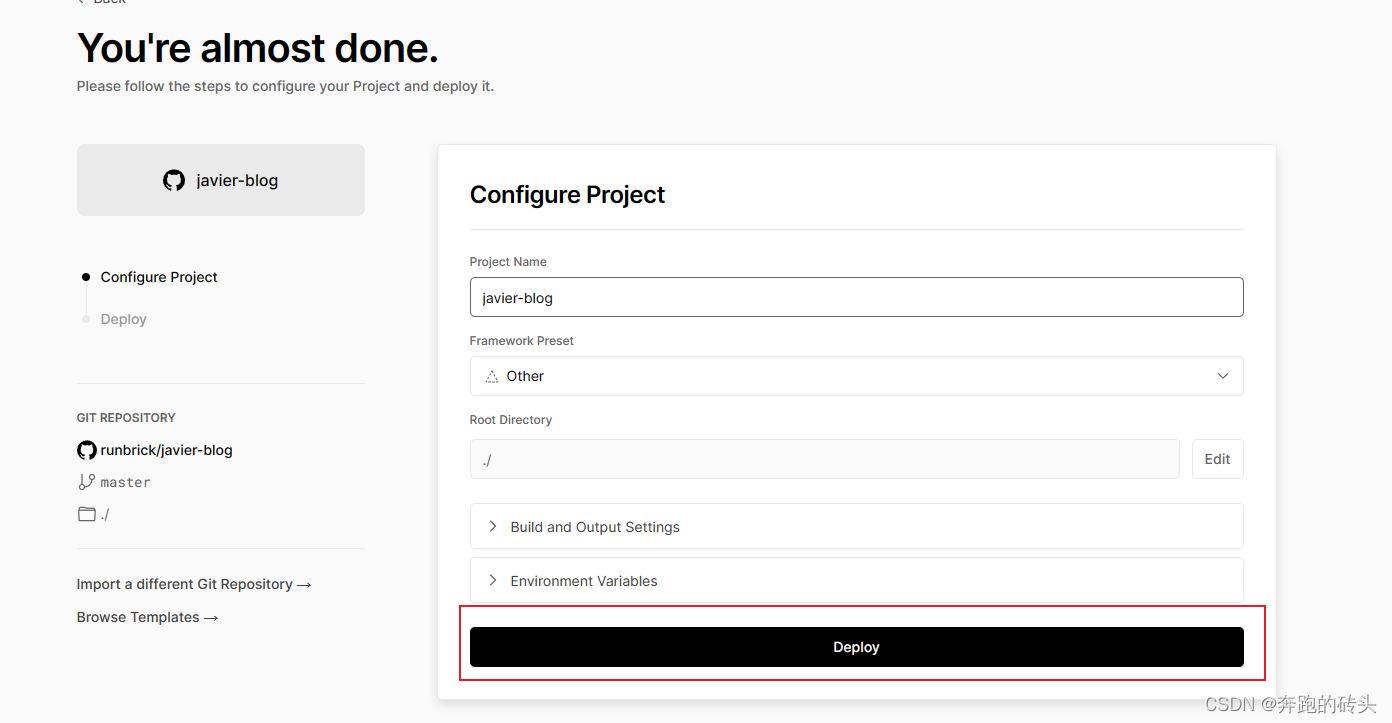 You're almost done.
Please follow the steps to configure your Project and deploy it.
javier-blog
Configure Project
Deploy
GIT REPOSITORY
runbrick/javier-blog
master
./
Import a different Git Repository →
Browse Templates →
Configure Project
Project Name
javier-blog
Framework Preset
Other
Root Directory
./
Edit
Build and Output Settings
Environment Variables
Deploy
CSDN @奔跑的砖头